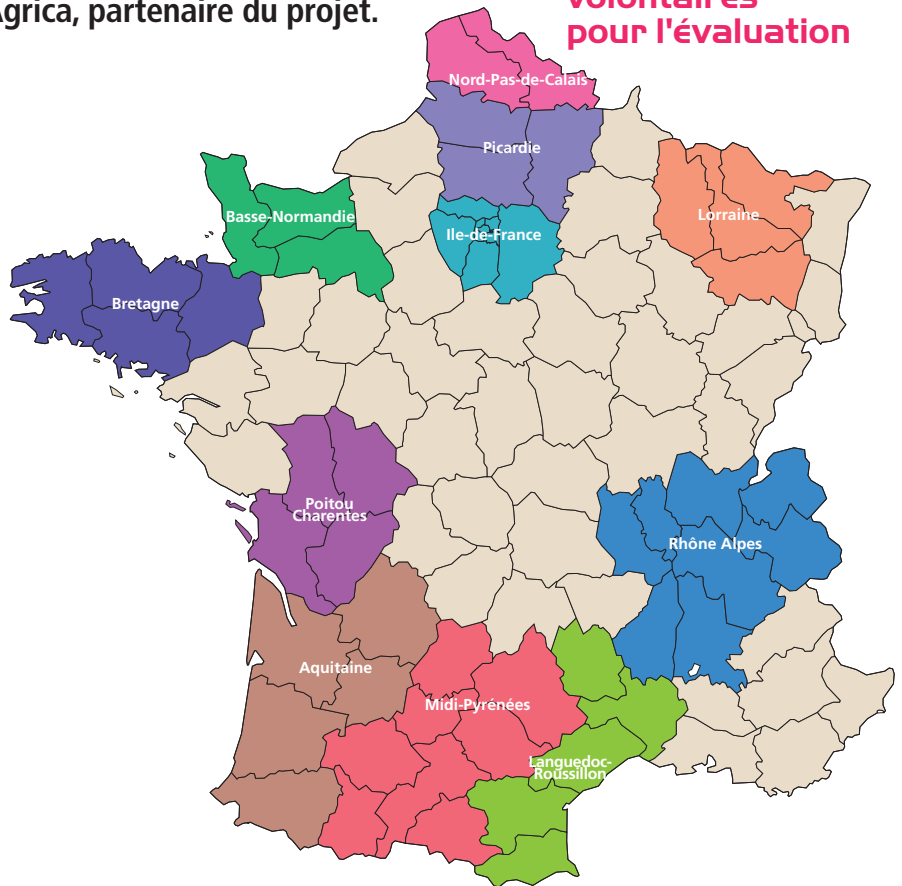 Agrica, partenaire du projet.
volontaires
pour l'évaluation
Nord-Pas-de-Calais
Picardie
Basse-Normandie
Ile-de-France
Lorraine
Bretagne
Poitou
Charentes
Rhône Alpes
Aquitaine
Midi-Pyrénées
Languedoc-
Roussillon